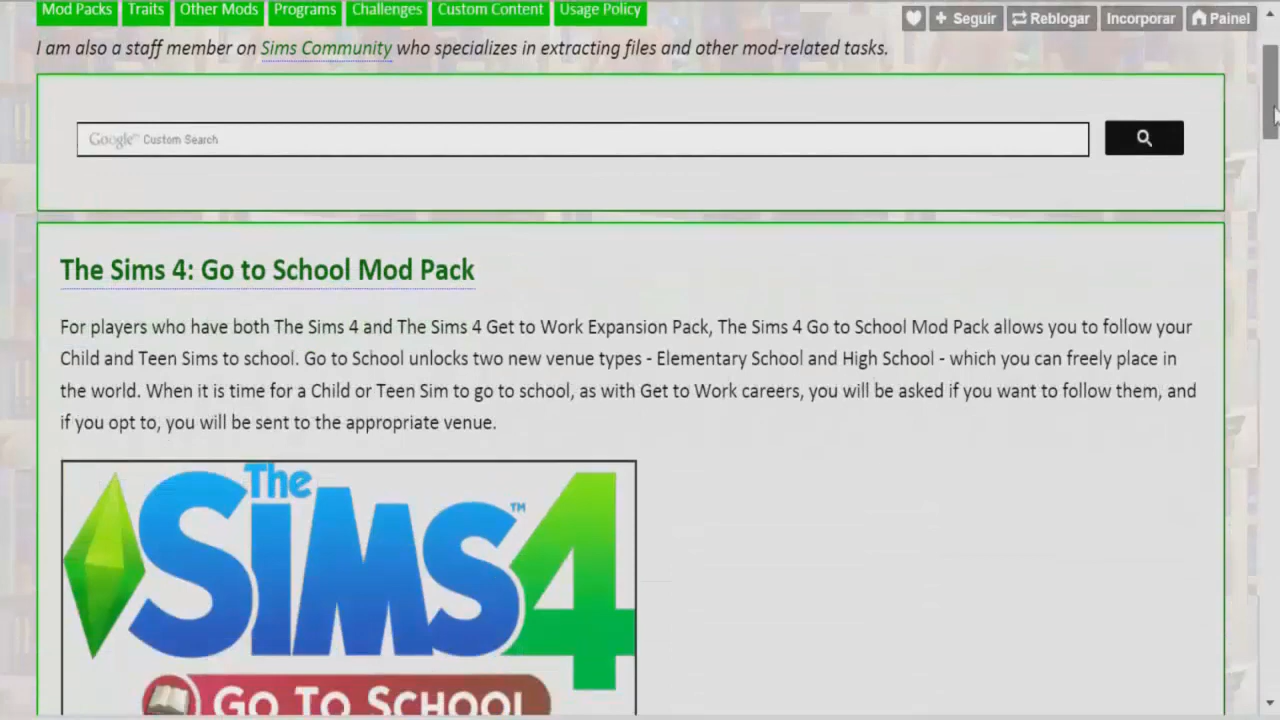 Mod Packs Traits Other Mods Programs Challenges Custom Content Usage Policy
Seguir Reblogar Incorporar Painel
I am also a staff member on Sims Community who specializes in extracting files and other mod-related tasks.
Google™ Custom Search
The Sims 4: Go to School Mod Pack
For players who have both The Sims 4 and The Sims 4 Get to Work Expansion Pack, The Sims 4 Go to School Mod Pack allows you to follow your
Child and Teen Sims to school. Go to School unlocks two new venue types - Elementary School and High School - which you can freely place in
the world. When it is time for a Child or Teen Sim to go to school, as with Get to Work careers, you will be asked if you want to follow them, and
if you opt to, you will be sent to the appropriate venue.
The
SIMS™ 4
GO TO SCHOOL